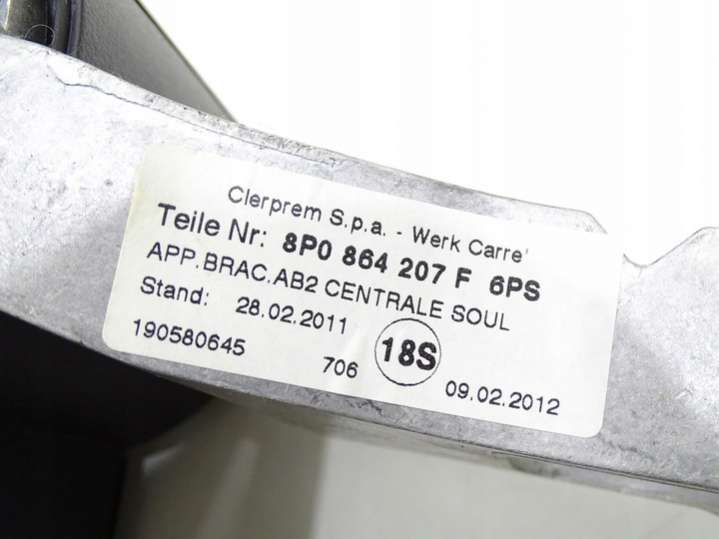 Clerprem S.p.a. - Werk Carre'
Teile Nr: 8P0 864 207 F 6PS
APP.BRAC.AB2 CENTRALE SOUL
Stand: 28.02.2011
18S
190580645 706 09.02.2012